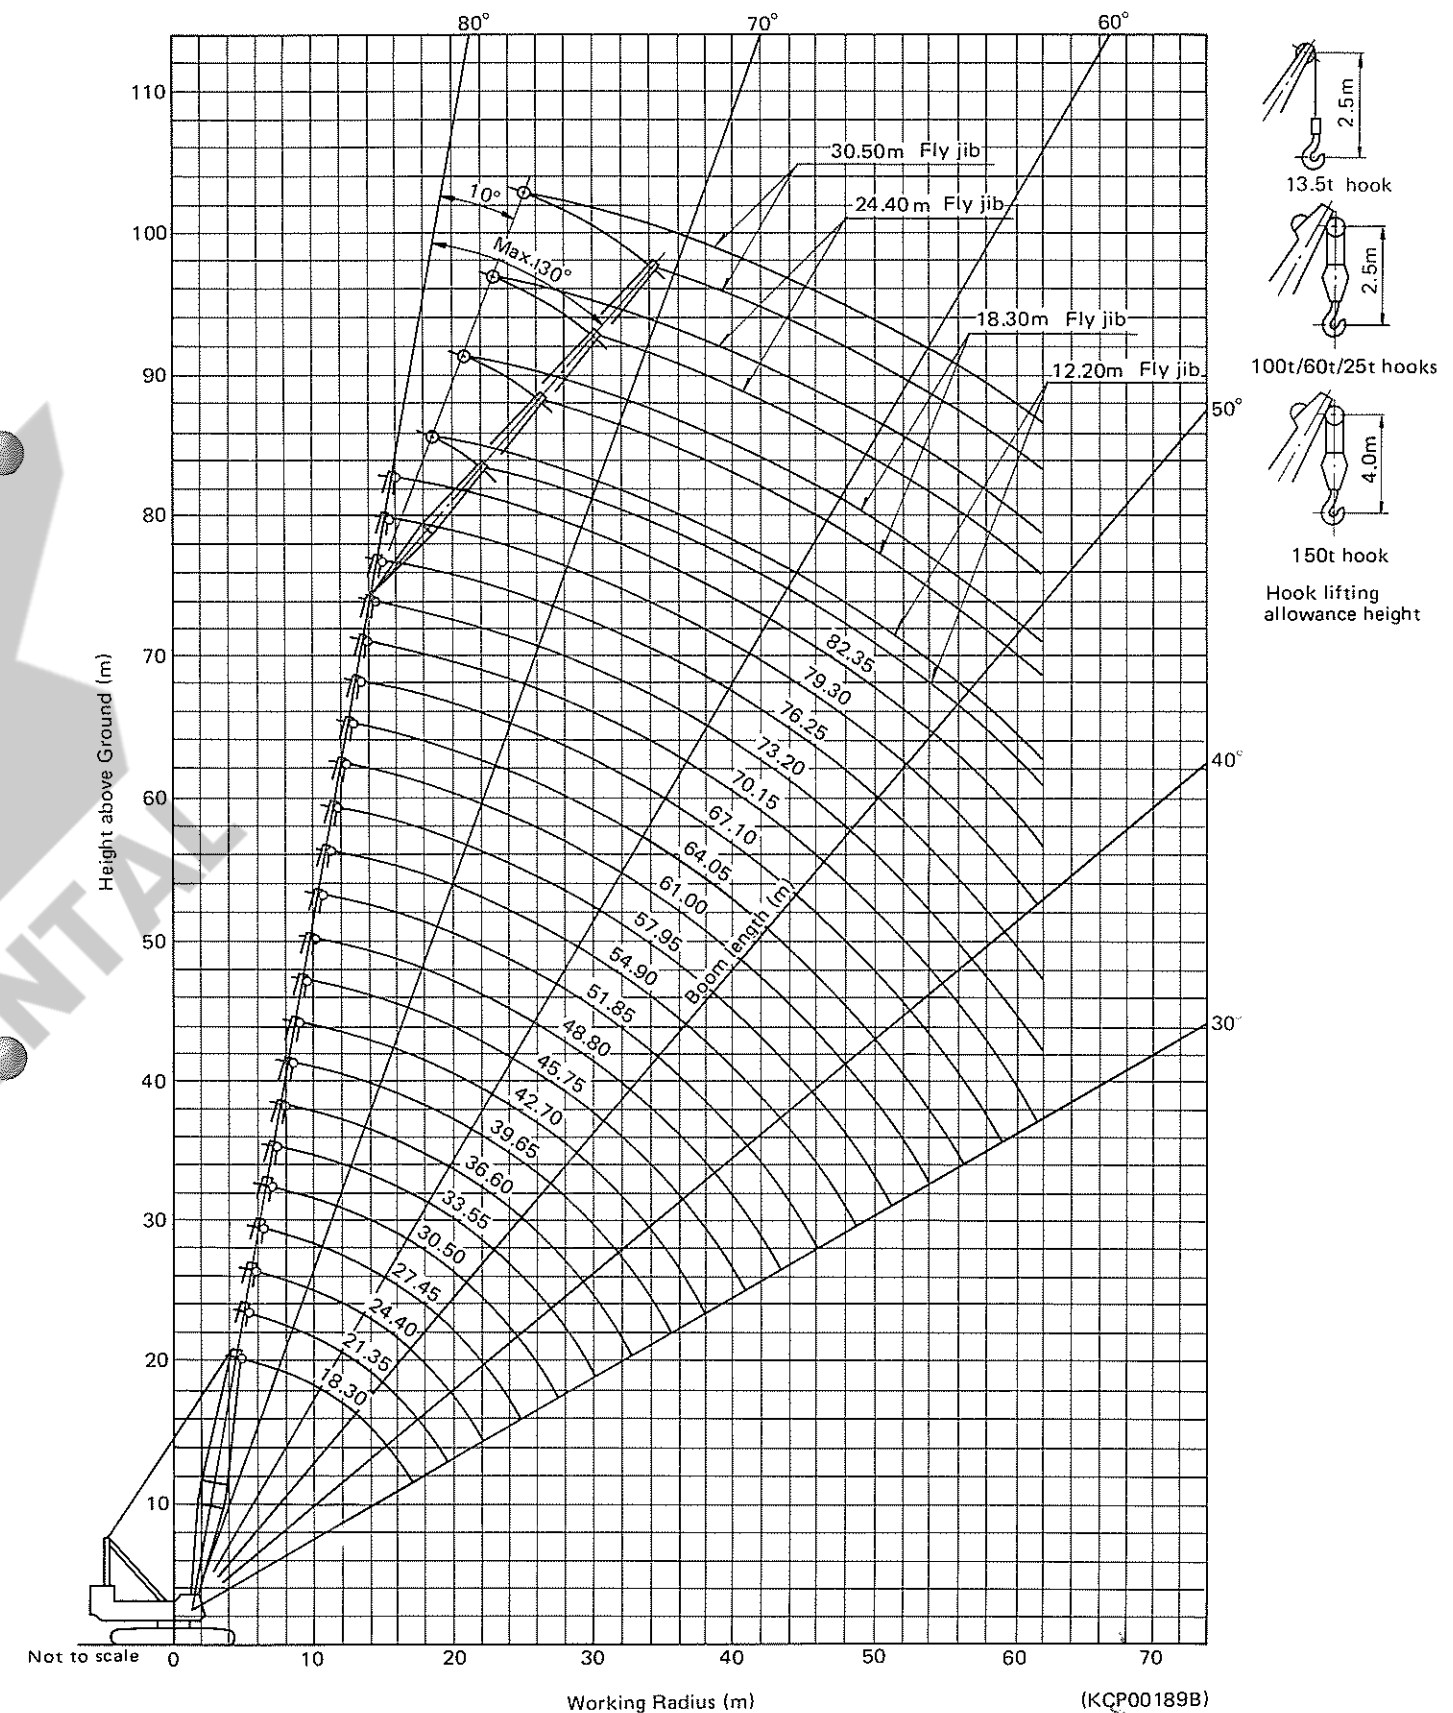 80°
70°
60°
110
100
90
80
70
60
50
40
30
20
10
Height above Ground (m)
10°
Max. 30°
30.50m Fly jib
24.40m Fly jib
18.30m Fly jib
12.20m Fly jib
50°
40°
30°
82.35
79.30
76.25
73.20
70.15
67.10
64.05
61.00
57.95
54.90
51.85
48.80
45.75
42.70
39.65
36.60
33.55
30.50
27.45
24.40
21.35
18.30
Boom length (m)
Not to scale
0 10 20 30 40 50 60 70
Working Radius (m)
(KCP00189B)
2.5m
13.5t hook
2.5m
100t/60t/25t hooks
4.0m
150t hook
Hook lifting
allowance height
NTAL